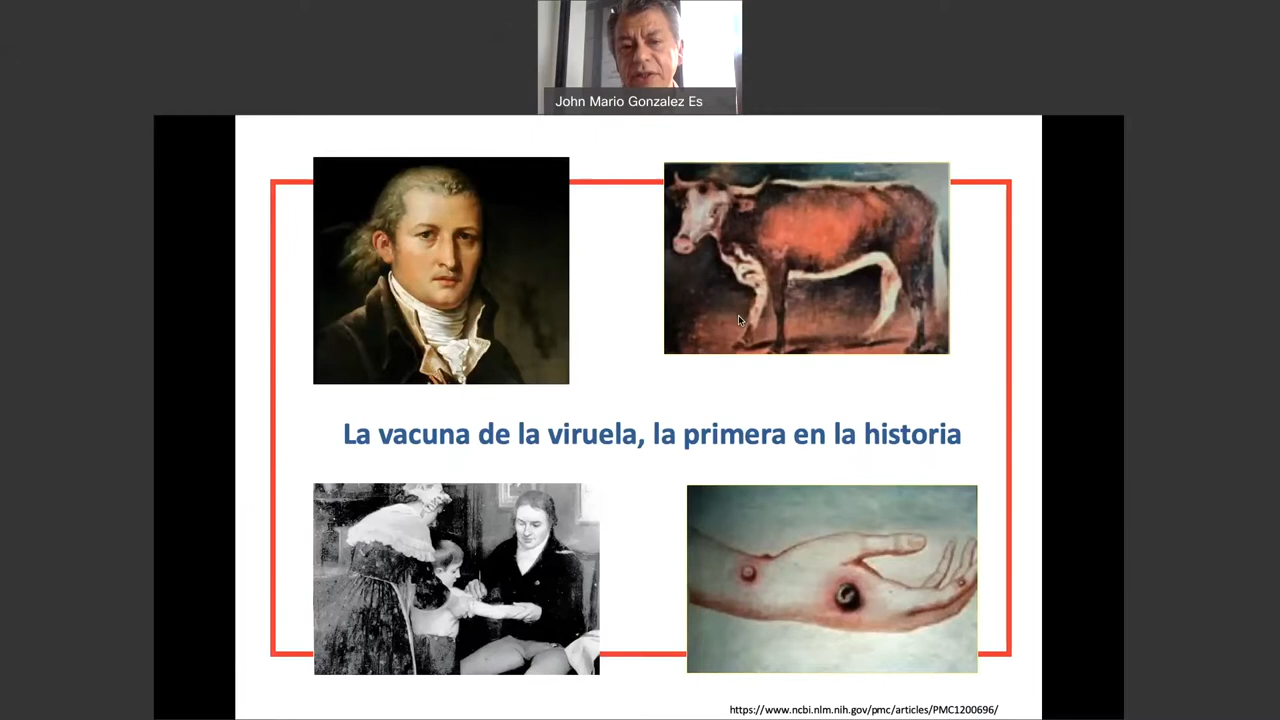 John Mario Gonzalez Es
La vacuna de la viruela, la primera en la historia
https://www.ncbi.nlm.nih.gov/pmc/articles/PMC1200696/